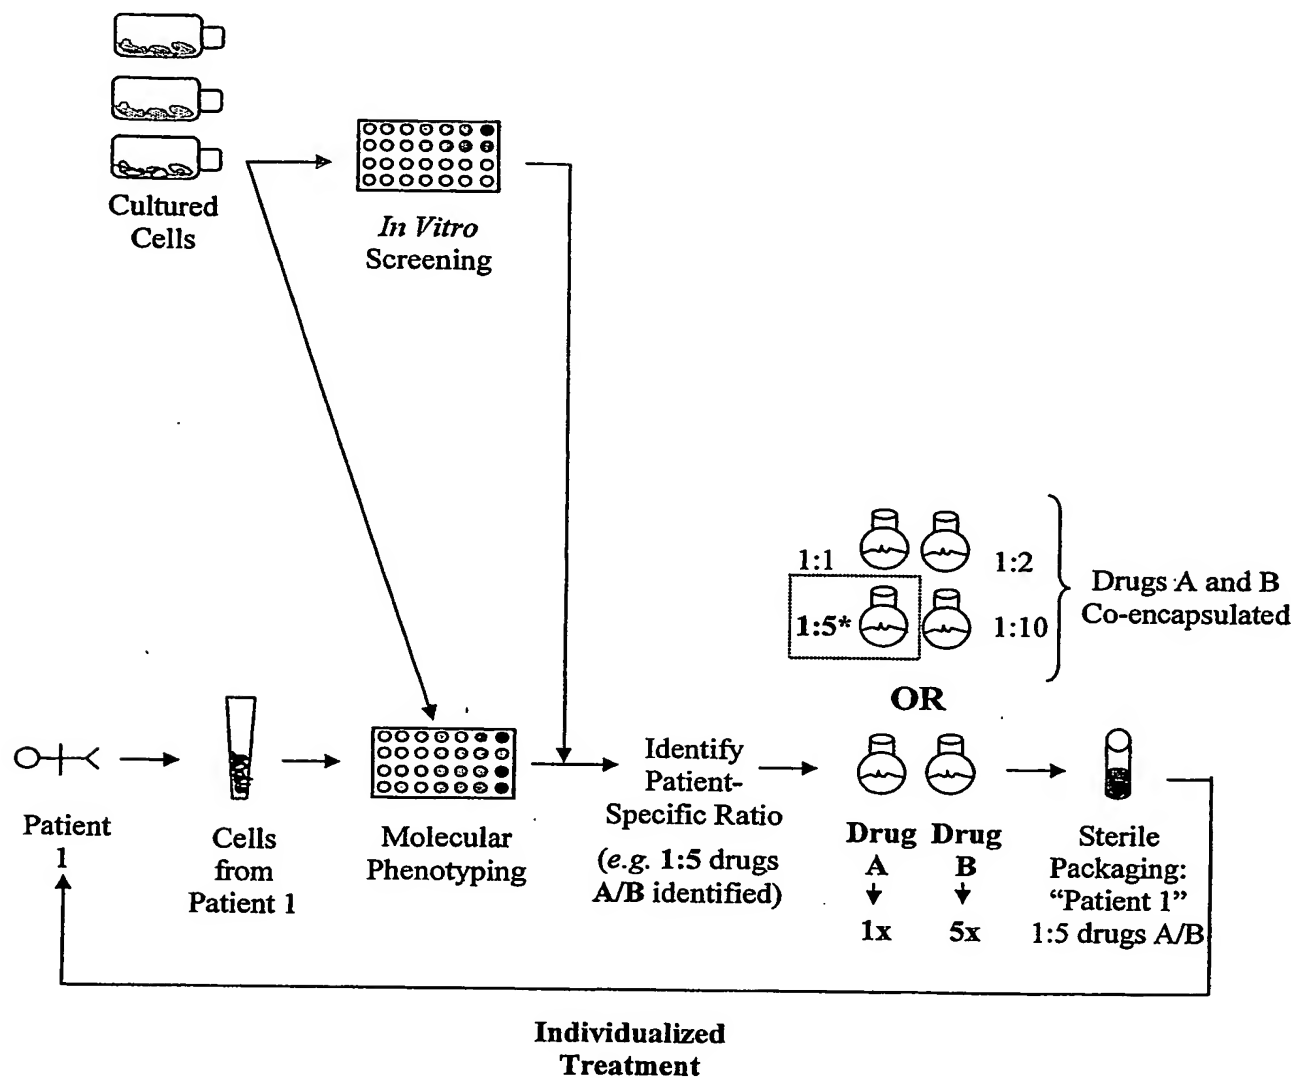 Cultured
Cells
In Vitro
Screening
1:1
1:2
1:5*
1:10
Drugs A and B
Co-encapsulated
OR
Patient
1
Cells
from
Patient 1
Molecular
Phenotyping
Identify
Patient-
Specific Ratio
(e.g. 1:5 drugs
A/B identified)
Drug
A
1x
Drug
B
5x
Sterile
Packaging:
“Patient 1”
1:5 drugs A/B
Individualized
Treatment